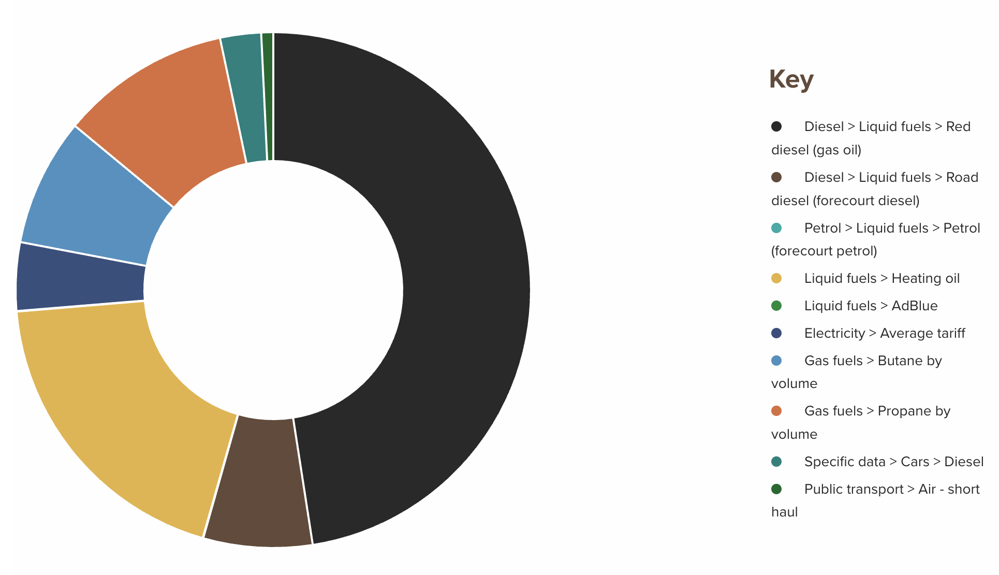 Key
Diesel > Liquid fuels > Red
diesel (gas oil)
Diesel > Liquid fuels > Road
diesel (forecourt diesel)
Petrol > Liquid fuels > Petrol
(forecourt petrol)
Liquid fuels > Heating oil
Liquid fuels > AdBlue
Electricity > Average tariff
Gas fuels > Butane by
volume
Gas fuels > Propane by
volume
Specific data > Cars > Diesel
Public transport > Air - short
haul